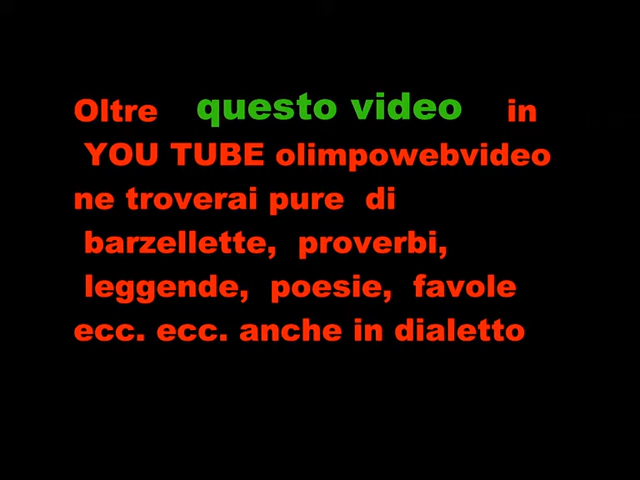 Oltre questo video in
YOU TUBE olimpowebvideo
ne troverai pure di
barzellette, proverbi,
leggende, poesie, favole
ecc. ecc. anche in dialetto